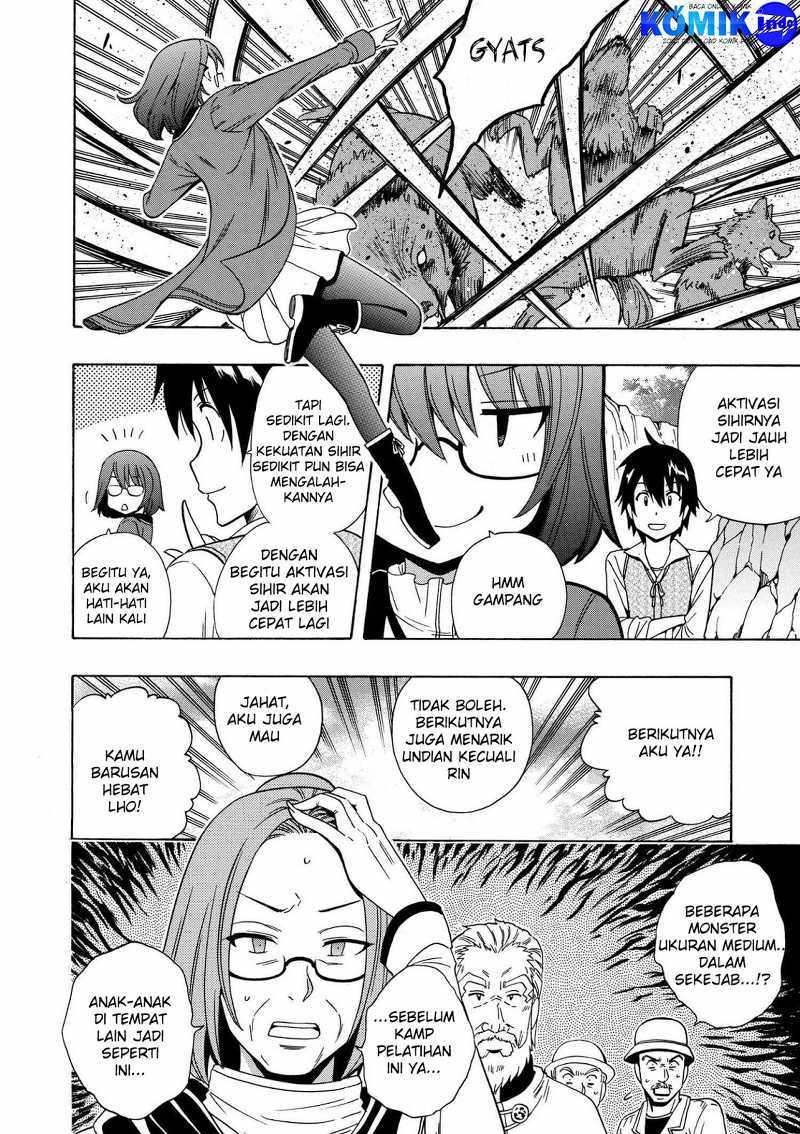 BACA ONLINE KOMIK
KOMIK
Indo
GYATS
AKTIVASI
SIHIRNYA
JADI JAUH
LEBIH
CEPAT YA
HMM
GAMPANG
TAPI
SEDIKIT LAGI.
DENGAN
KEKUATAN SIHIR
SEDIKIT PUN BISA
MENGALAH-
KANNYA
DENGAN
BEGITU AKTIVASI
SIHIR AKAN
JADI LEBIH
CEPAT LAGI
BEGITU YA,
AKU AKAN
HATI-HATI
LAIN KALI
BERIKUTNYA
AKU YA!!
TIDAK BOLEH.
BERIKUTNYA
JUGA MENARIK
UNDIAN KECUALI
RIN
JAHAT,
AKU JUGA
MAU
KAMU
BARUSAN
HEBAT
LHO!
BEBERAPA
MONSTER
UKURAN MEDIUM..
DALAM
SEKEJAB...!?
...SEBELUM
KAMP
PELATIHAN
INI YA...
ANAK-ANAK
DI TEMPAT
LAIN JADI
SEPERTI
INI...